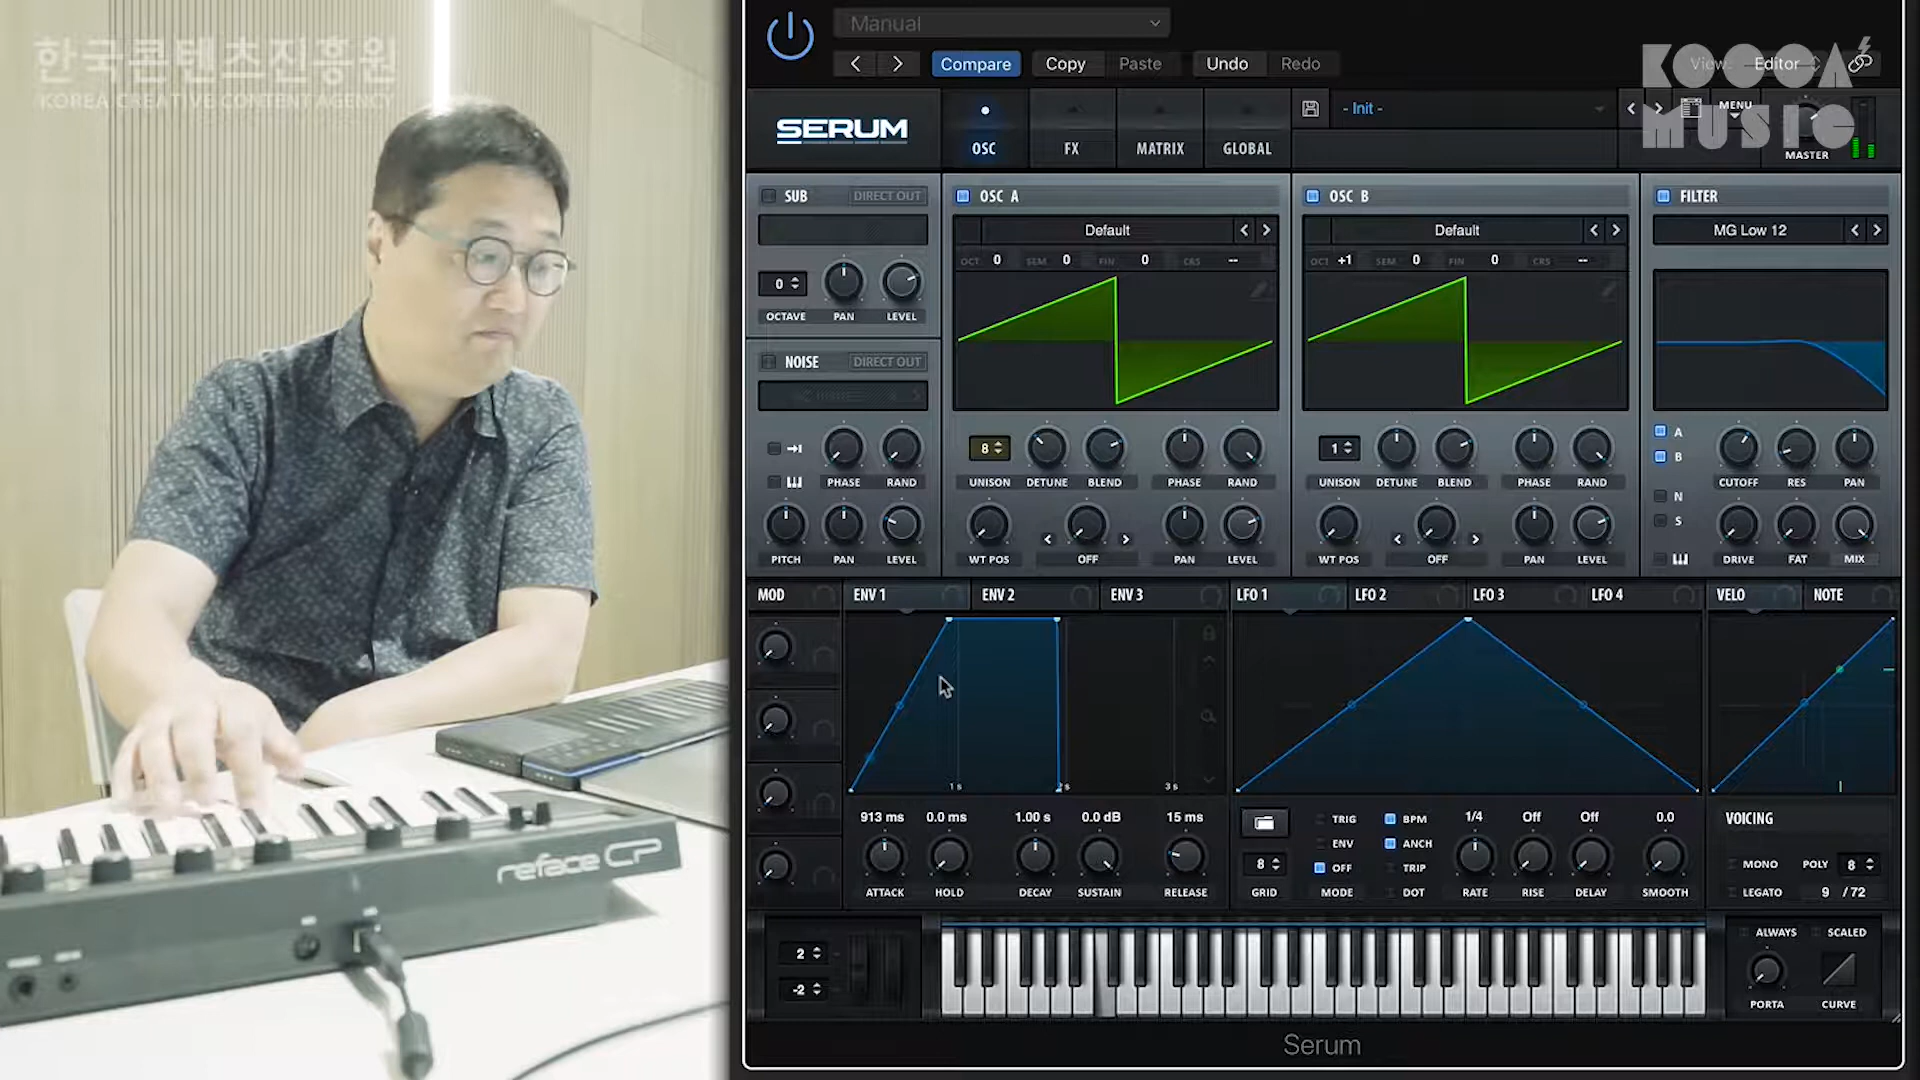 한국콘텐츠진흥원
KOREA CREATIVE CONTENT AGENCY
reface CP
Manual
Compare Copy Paste Undo Redo
View: Editor
KOCCA MUSIC
SERUM
OSC FX MATRIX GLOBAL
- Init -
MENU
MASTER
SUB DIRECT OUT
0
OCTAVE PAN LEVEL
NOISE DIRECT OUT
PHASE RAND
PITCH PAN LEVEL
OSC A
Default
OCT 0 SEM 0 FIN 0 CRS --
8
UNISON DETUNE BLEND PHASE RAND
WT POS OFF PAN LEVEL
OSC B
Default
OCT +1 SEM 0 FIN 0 CRS --
1
UNISON DETUNE BLEND PHASE RAND
WT POS OFF PAN LEVEL
FILTER
MG Low 12
A
B
N
S
CUTOFF RES PAN
DRIVE FAT MIX
MOD ENV 1 ENV 2 ENV 3 LFO 1 LFO 2 LFO 3 LFO 4 VELO NOTE
1 s 3 s
913 ms 0.0 ms 1.00 s 0.0 dB 15 ms
ATTACK HOLD DECAY SUSTAIN RELEASE
8
GRID
TRIG BPM
ENV ANCH
OFF TRIP
MODE DOT
1/4 Off Off 0.0
RATE RISE DELAY SMOOTH
VOICING
MONO POLY 8
LEGATO 9 / 72
2
-2
ALWAYS SCALED
PORTA CURVE
Serum